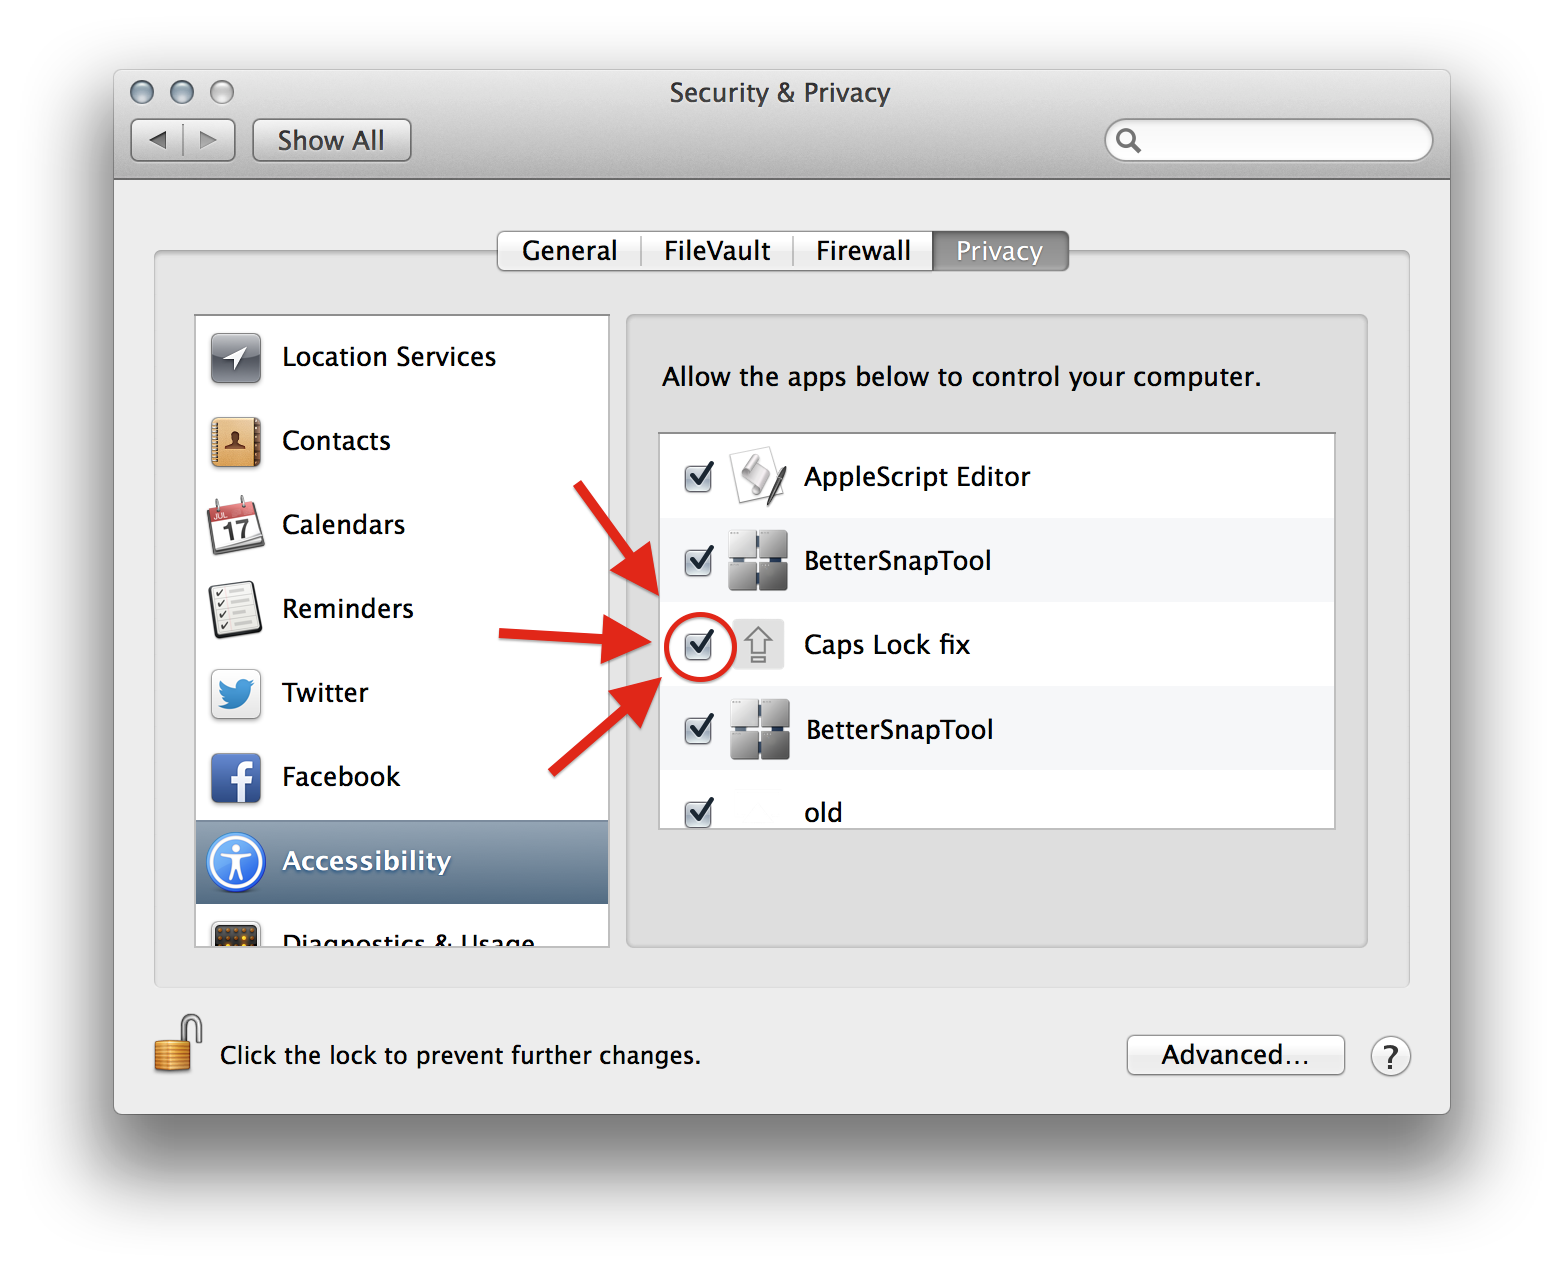 Security & Privacy
Show All
General FileVault Firewall Privacy
Location Services
Contacts
JUL
17
Calendars
Reminders
Twitter
Facebook
Accessibility
Diagnostics & Usage
Allow the apps below to control your computer.
AppleScript Editor
BetterSnapTool
Caps Lock fix
BetterSnapTool
old
Click the lock to prevent further changes.
Advanced...
?